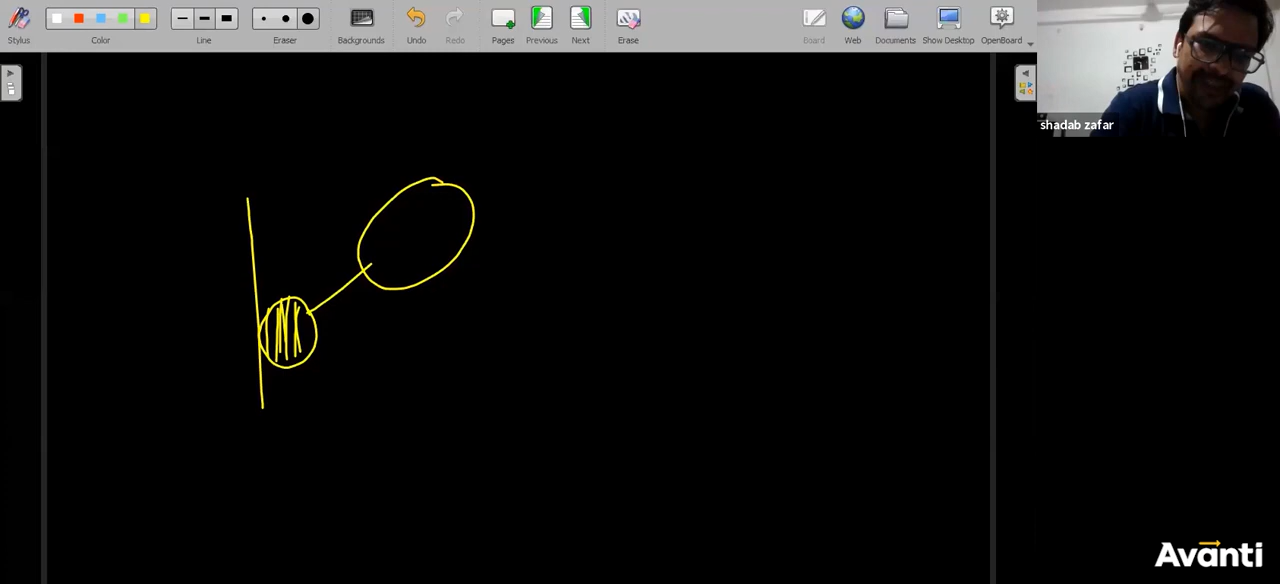 Stylus
Color
Line
Eraser
Backgrounds
Undo
Redo
Pages
Previous
Next
Erase
Board
Web
Documents
Show Desktop
OpenBoard
shadab zafar
Avanti